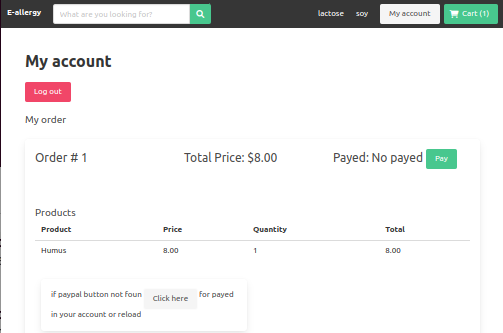 E-allergy What are you looking for? lactose soy My account Cart (1)
My account
Log out
My order
Order # 1 Total Price: $8.00 Payed: No payed Pay
Products
Product Price Quantity Total
Humus 8.00 1 8.00
if paypal button not foun Click here for payed
in your account or reload